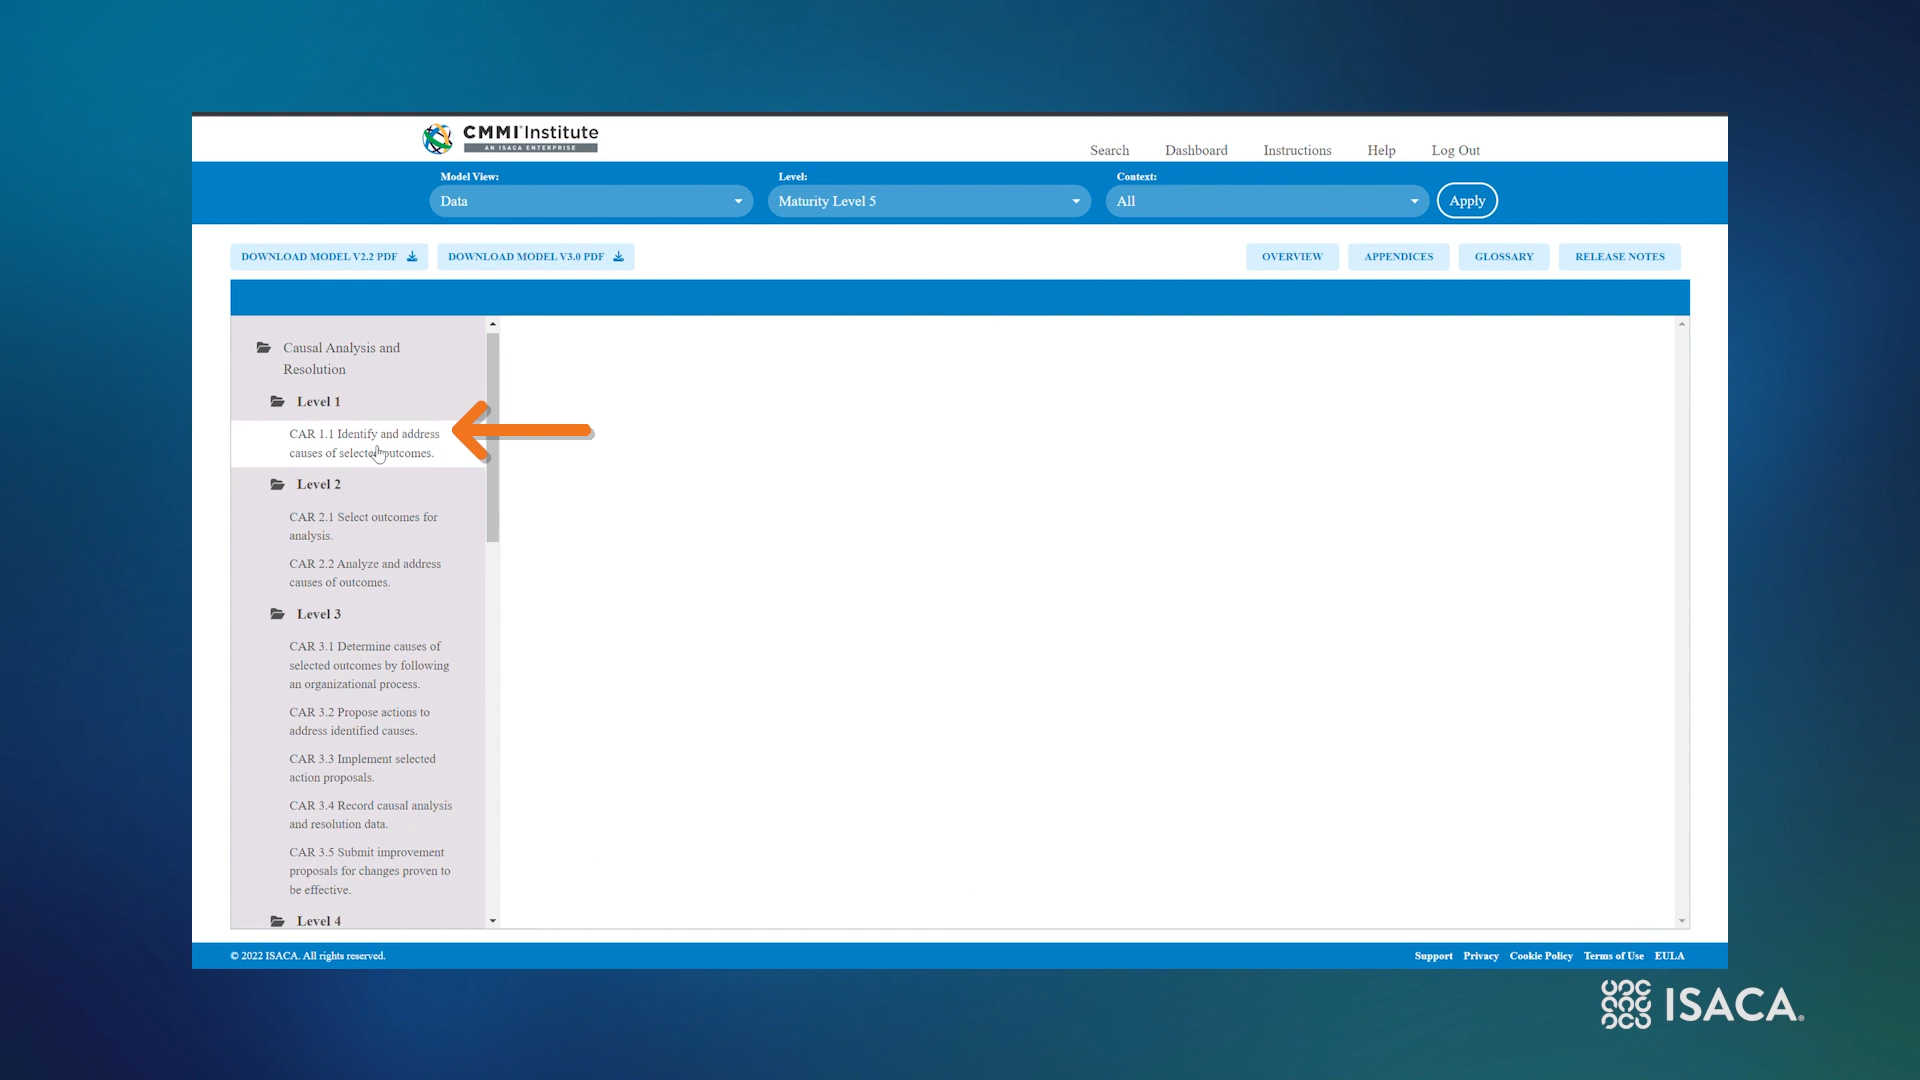 CMMI Institute
AN ISACA ENTERPRISE
Search Dashboard Instructions Help Log Out
Model View: Level: Context:
Data Maturity Level 5 All Apply
DOWNLOAD MODEL V2.2 PDF DOWNLOAD MODEL V3.0 PDF OVERVIEW APPENDICES GLOSSARY RELEASE NOTES
Causal Analysis and
Resolution
Level 1
CAR 1.1 Identify and address
causes of selected outcomes.
Level 2
CAR 2.1 Select outcomes for
analysis.
CAR 2.2 Analyze and address
causes of outcomes.
Level 3
CAR 3.1 Determine causes of
selected outcomes by following
an organizational process.
CAR 3.2 Propose actions to
address identified causes.
CAR 3.3 Implement selected
action proposals.
CAR 3.4 Record causal analysis
and resolution data.
CAR 3.5 Submit improvement
proposals for changes proven to
be effective.
Level 4
© 2022 ISACA. All rights reserved. Support Privacy Cookie Policy Terms of Use EULA
ISACA.